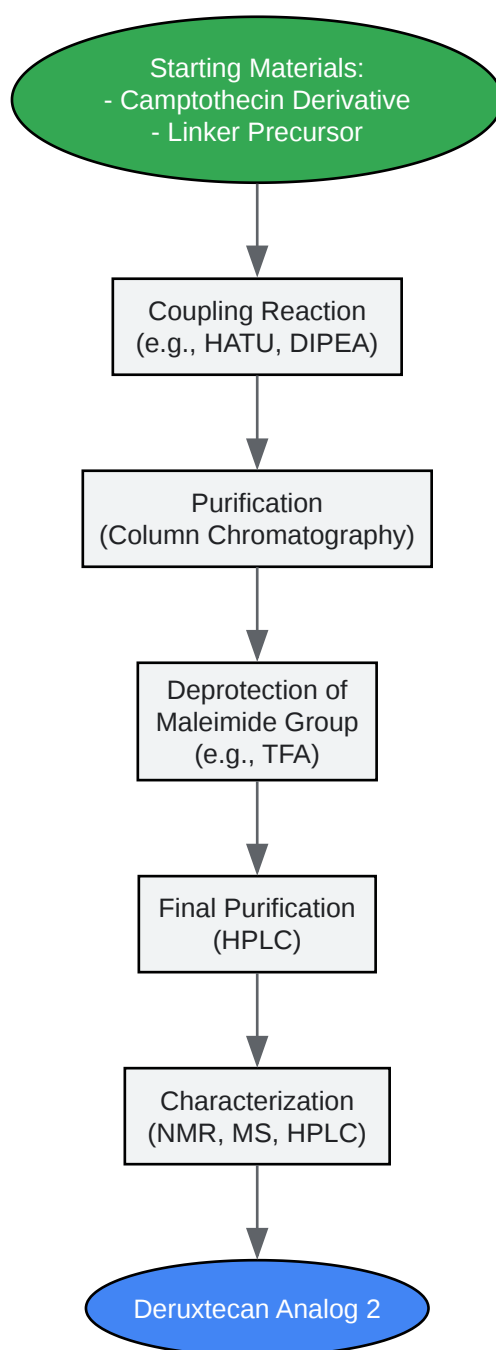 Starting Materials:
- Camptothecin Derivative
- Linker Precursor
Coupling Reaction
(e.g., HATU, DIPEA)
Purification
(Column Chromatography)
Deprotection of
Maleimide Group
(e.g., TFA)
Final Purification
(HPLC)
Characterization
(NMR, MS, HPLC)
Deruxtecan Analog 2